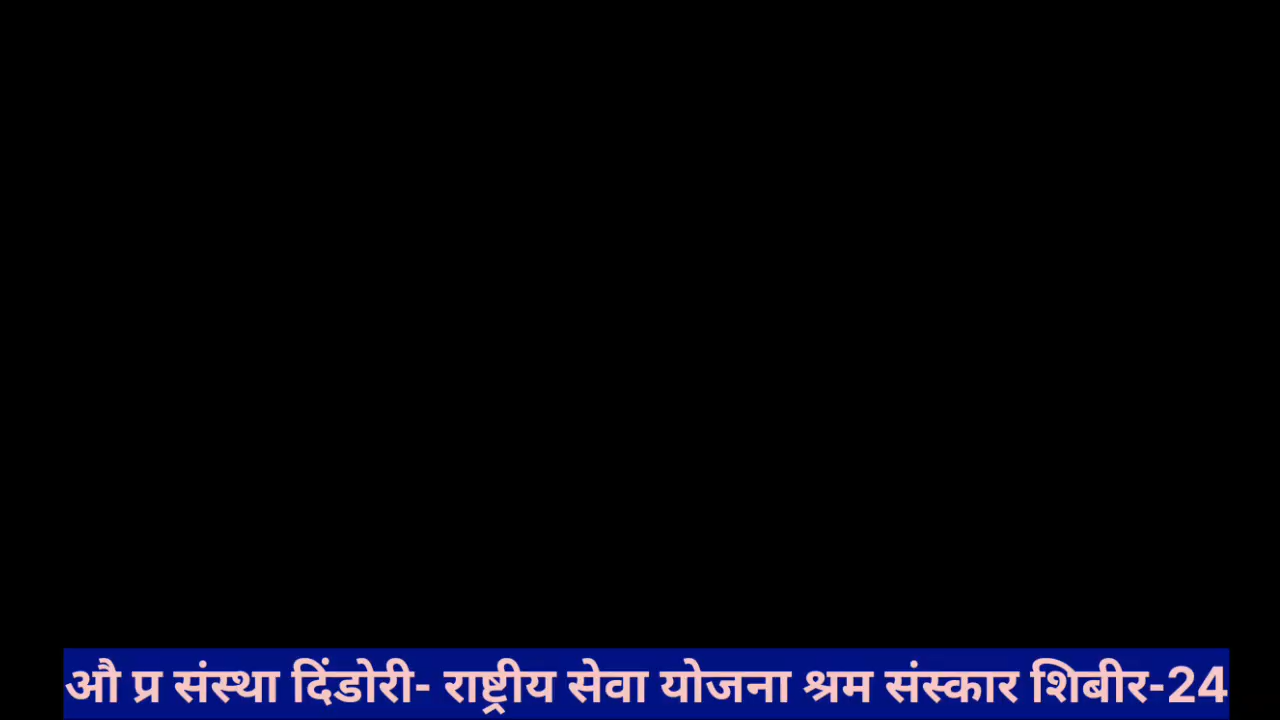 औ प्र संस्था दिंडोरी- राष्ट्रीय सेवा योजना श्रम संस्कार शिबीर-24